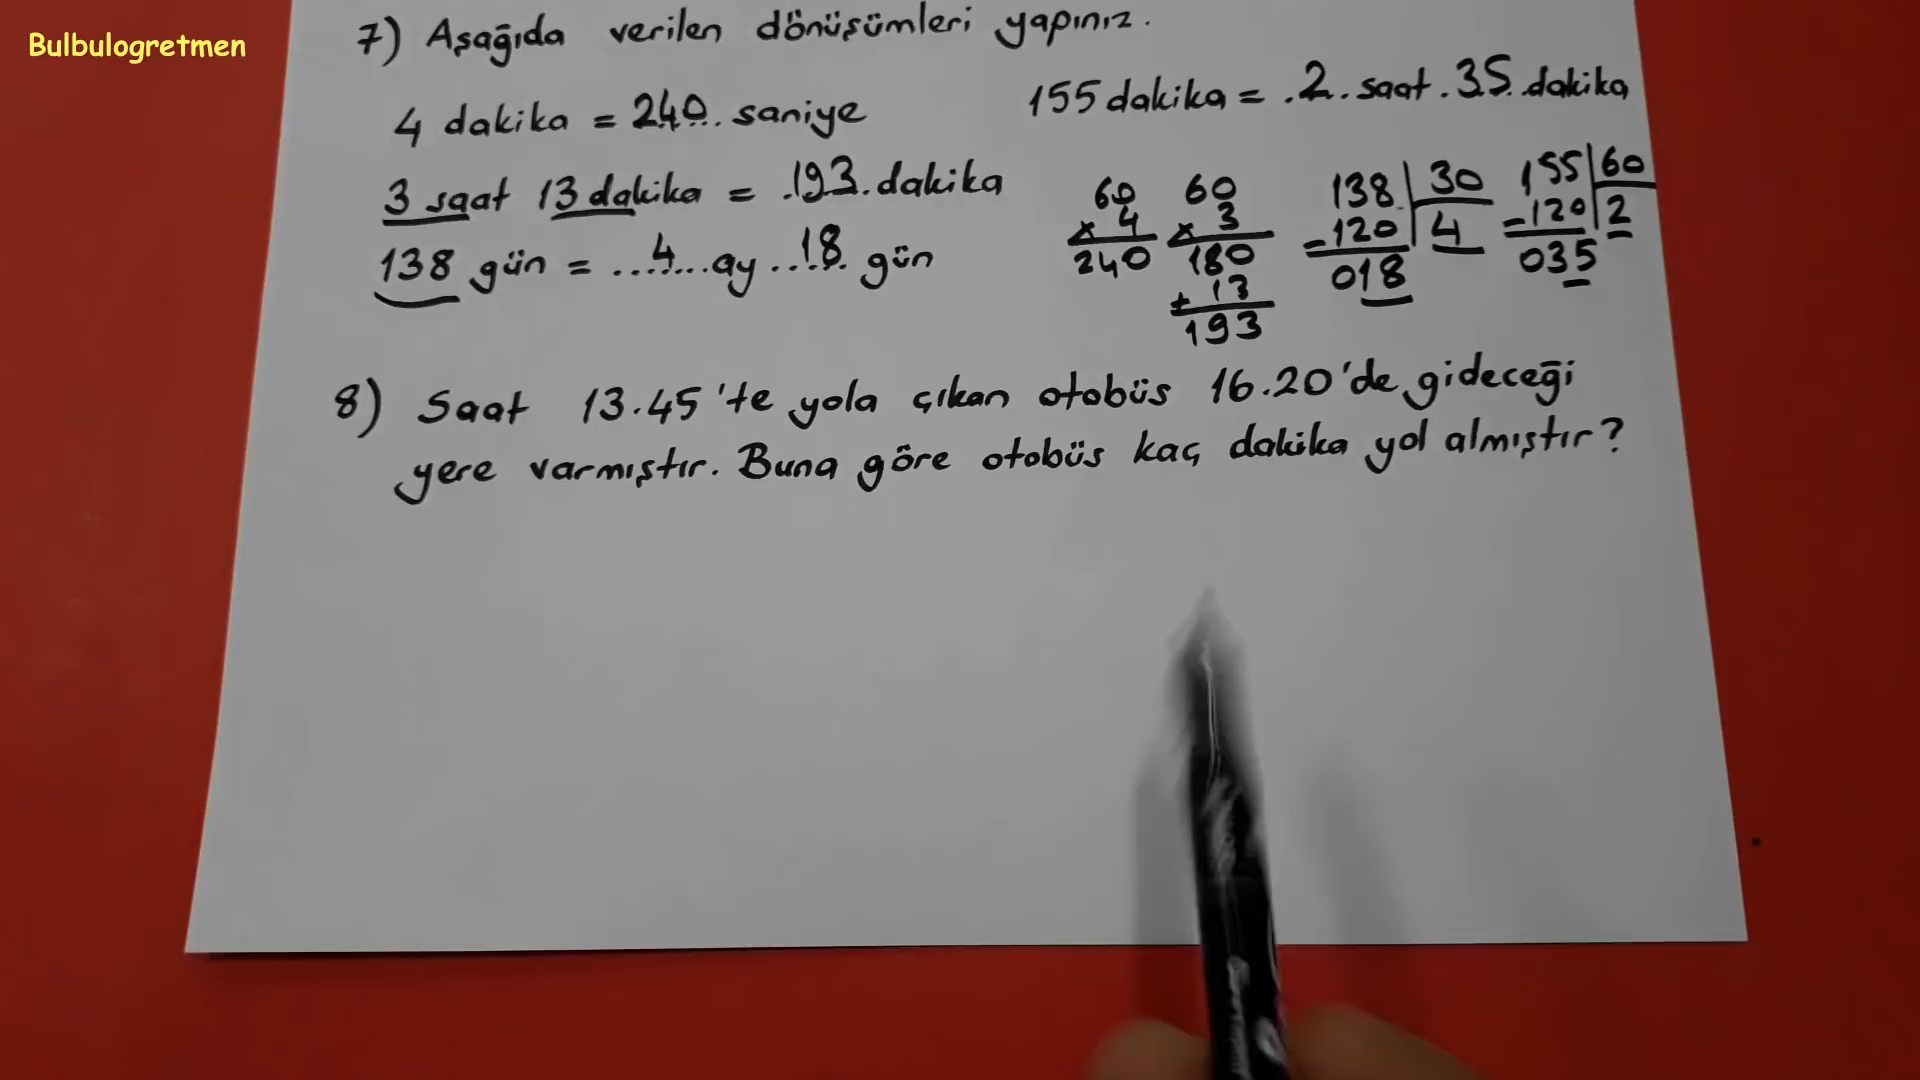 Bulbulogretmen
7) Aşağıda verilen dönüşümleri yapınız.
4 dakika = 240 saniye
155 dakika = .2. saat .35. dakika
3 saat 13 dakika = .193. dakika
138 gün = ...4... ay ..18.. gün
60
x 4
240
60
x 3
180
+ 13
193
138 | 30
- 120 | 4
018
155 | 60
- 120 | 2
035
8) Saat 13.45'te yola çıkan otobüs 16.20'de gideceği
yere varmıştır. Buna göre otobüs kaç dakika yol almıştır?